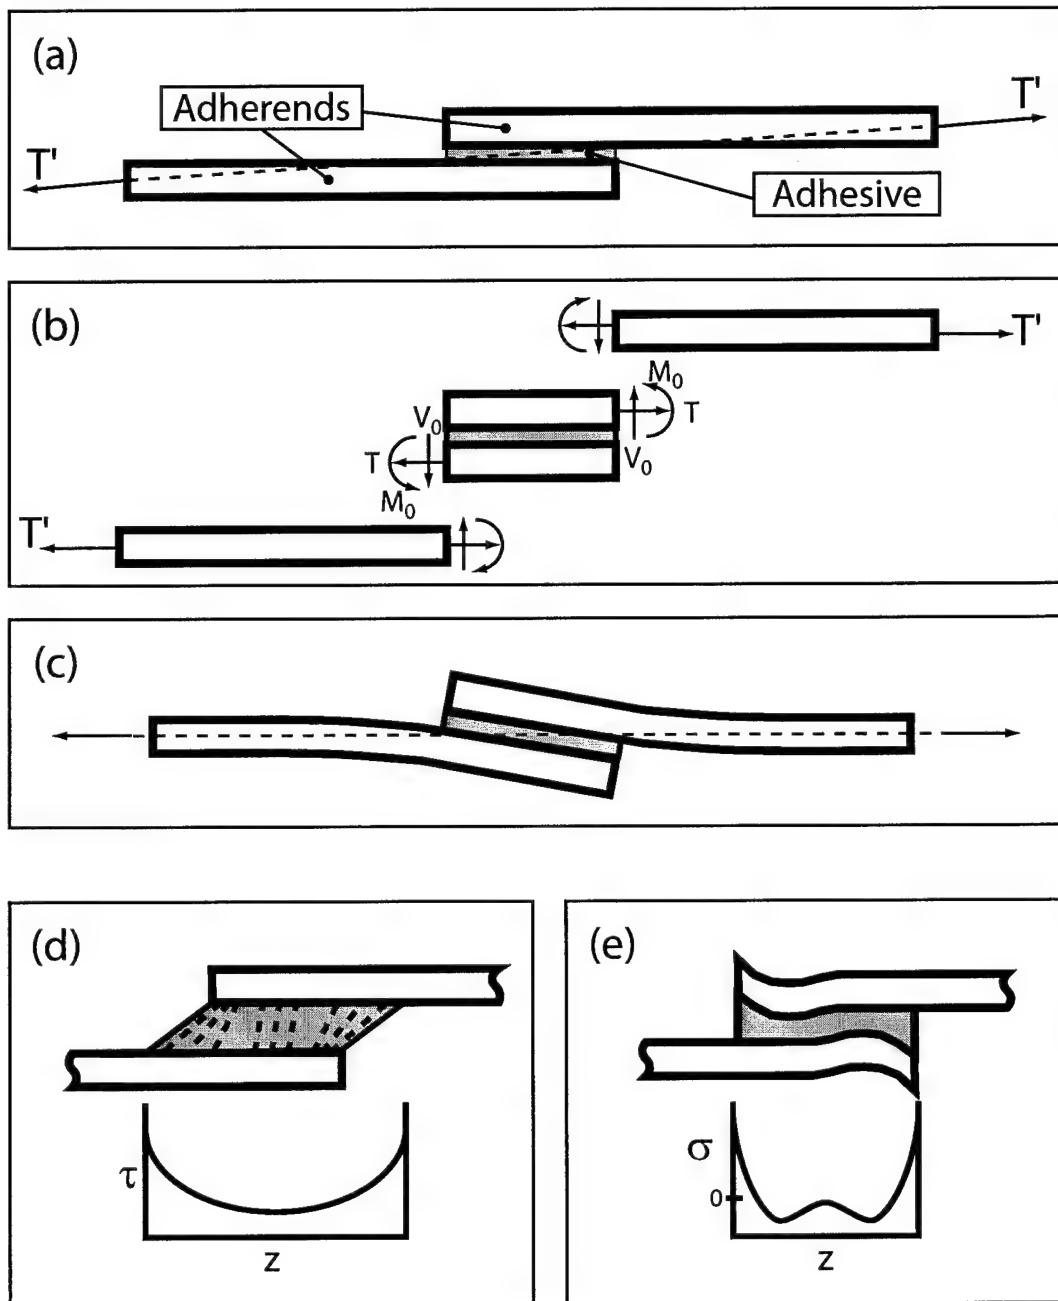 (a)
Adherends
T'
T'
Adhesive
(b)
T'
M₀
V₀
T
T
V₀
M₀
T'
(c)
(d)
τ
z
(e)
σ
0
z